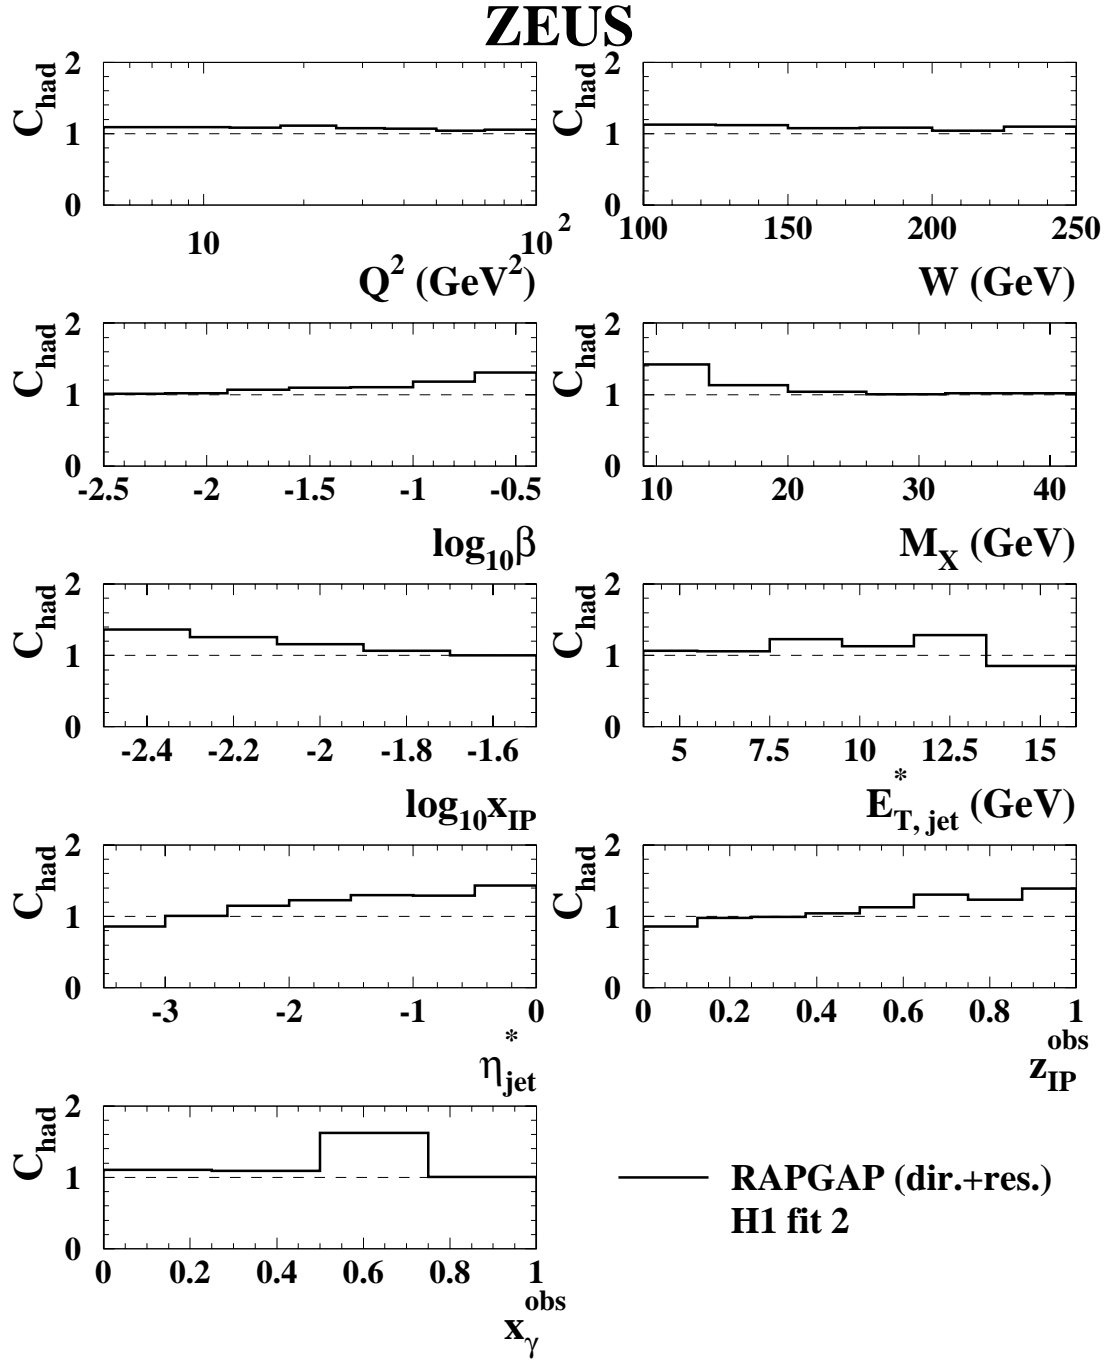 ZEUS
C_had
2
1
0
10
10^2
Q^2 (GeV^2)
C_had
2
1
0
100 150 200 250
W (GeV)
C_had
2
1
0
-2.5 -2 -1.5 -1 -0.5
log_10β
C_had
2
1
0
10 20 30 40
M_X (GeV)
C_had
2
1
0
-2.4 -2.2 -2 -1.8 -1.6
log_10x_IP
C_had
2
1
0
5 7.5 10 12.5 15
E^*_T, jet (GeV)
C_had
2
1
0
-3 -2 -1 0
η^*_jet
C_had
2
1
0
0 0.2 0.4 0.6 0.8 1
z_IP^obs
C_had
2
1
0
0 0.2 0.4 0.6 0.8 1
x_γ^obs
RAPGAP (dir.+res.)
H1 fit 2